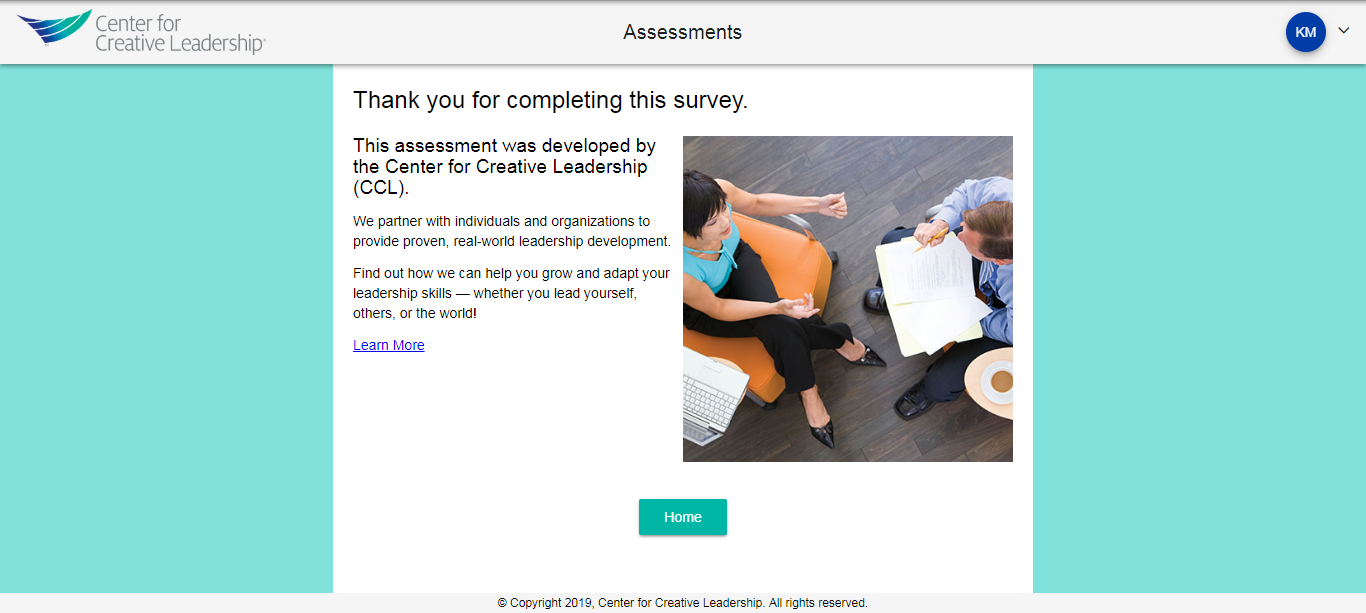 Center for
Creative Leadership®
Assessments
KM
Thank you for completing this survey.
This assessment was developed by
the Center for Creative Leadership
(CCL).
We partner with individuals and organizations to
provide proven, real-world leadership development.
Find out how we can help you grow and adapt your
leadership skills — whether you lead yourself,
others, or the world!
Learn More
Home
© Copyright 2019, Center for Creative Leadership. All rights reserved.